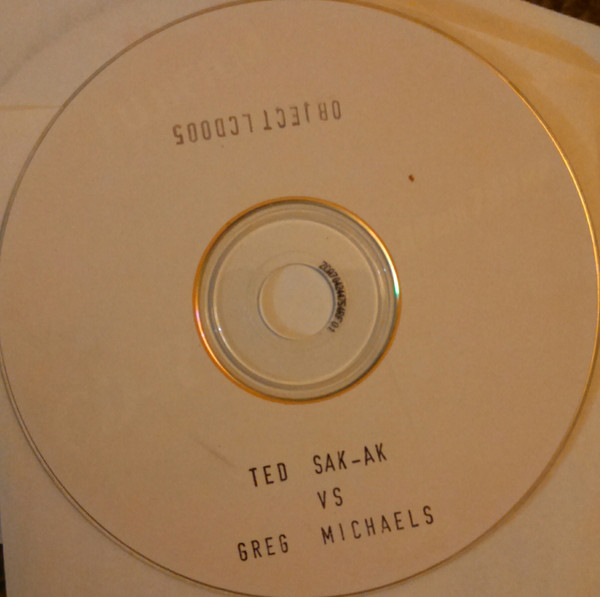 OBJECT LCD005
TED SAK-AK
VS
GREG MICHAELS